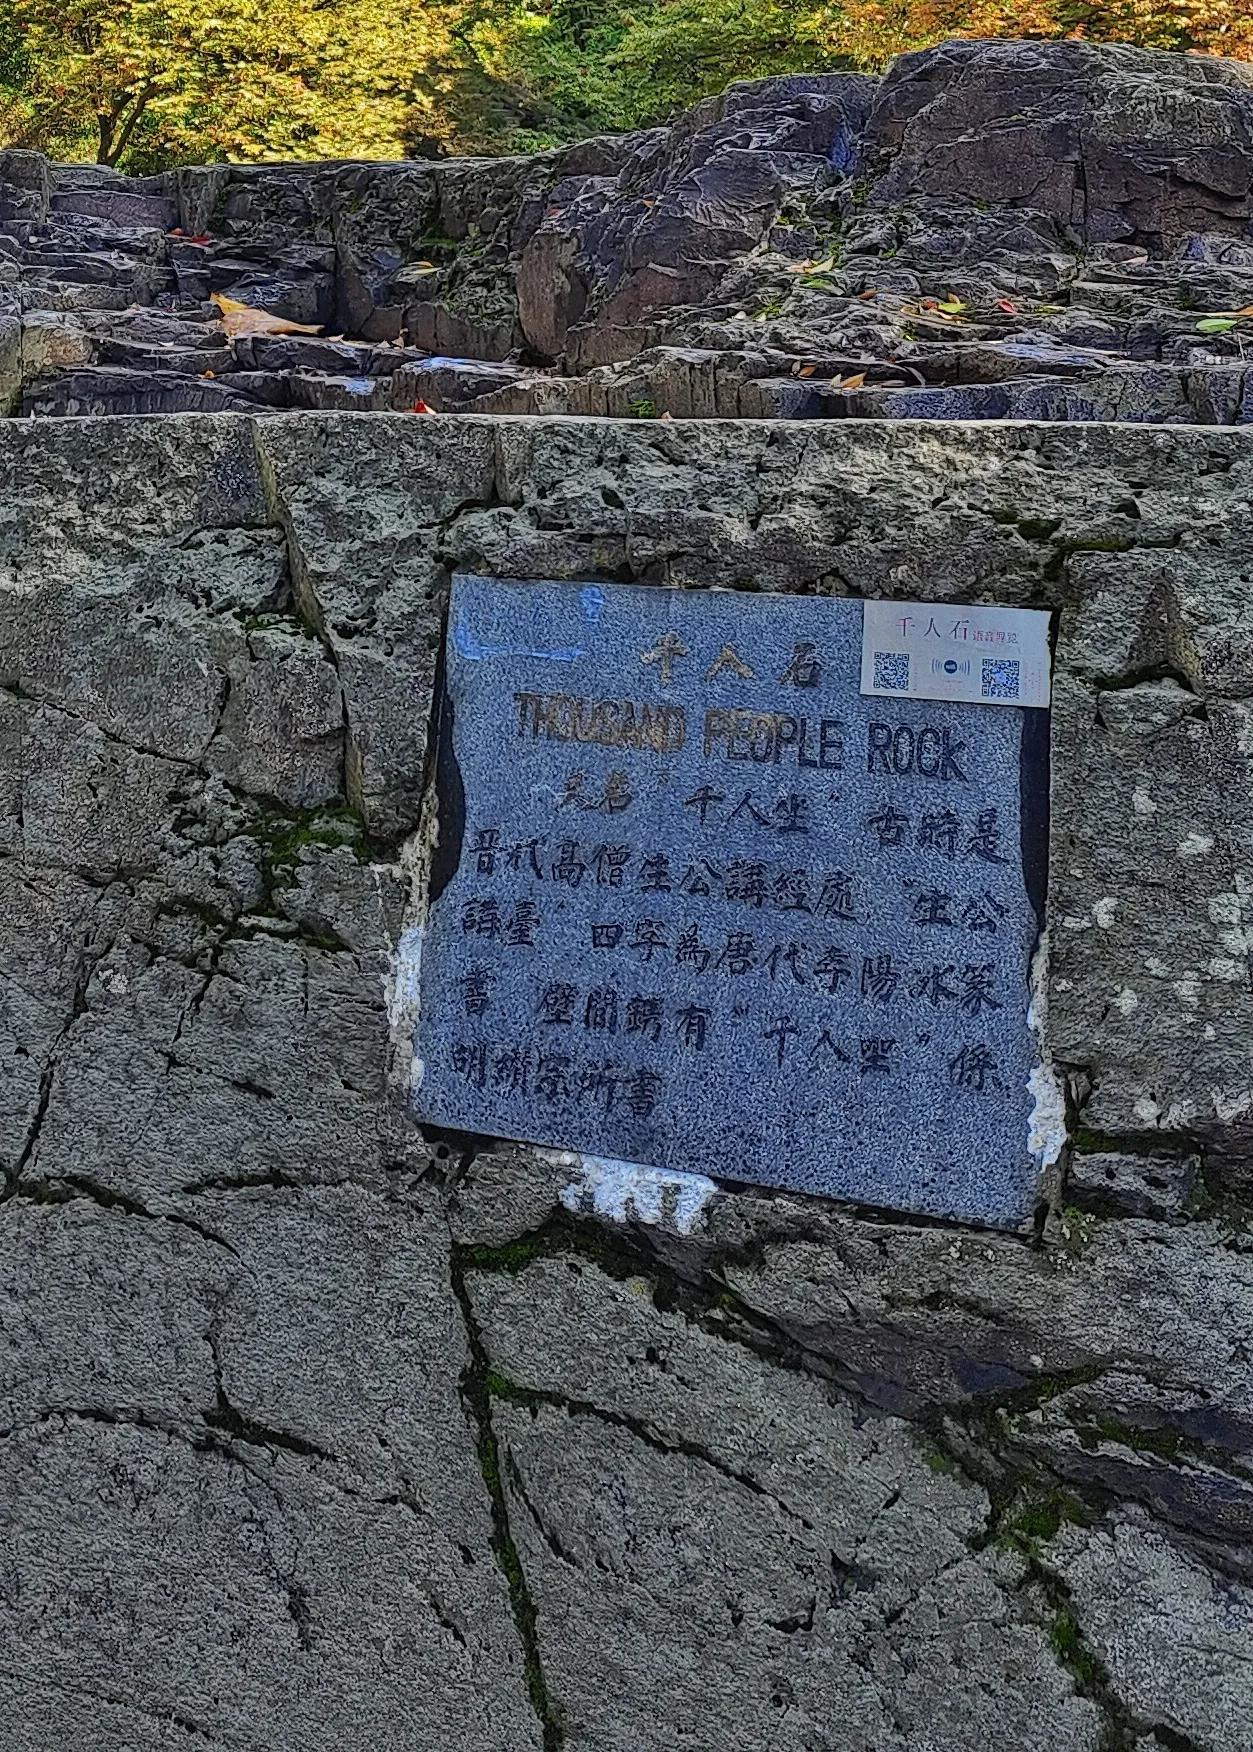 千人石
千人石 语音导览
THOUSAND PEOPLE ROCK
又名“千人坐” 古時是
晋代高僧生公講經處 “生公
講臺” 四字為唐代李陽冰篆
書 壁間鐫有“千人坐”係
胡纘宗所書